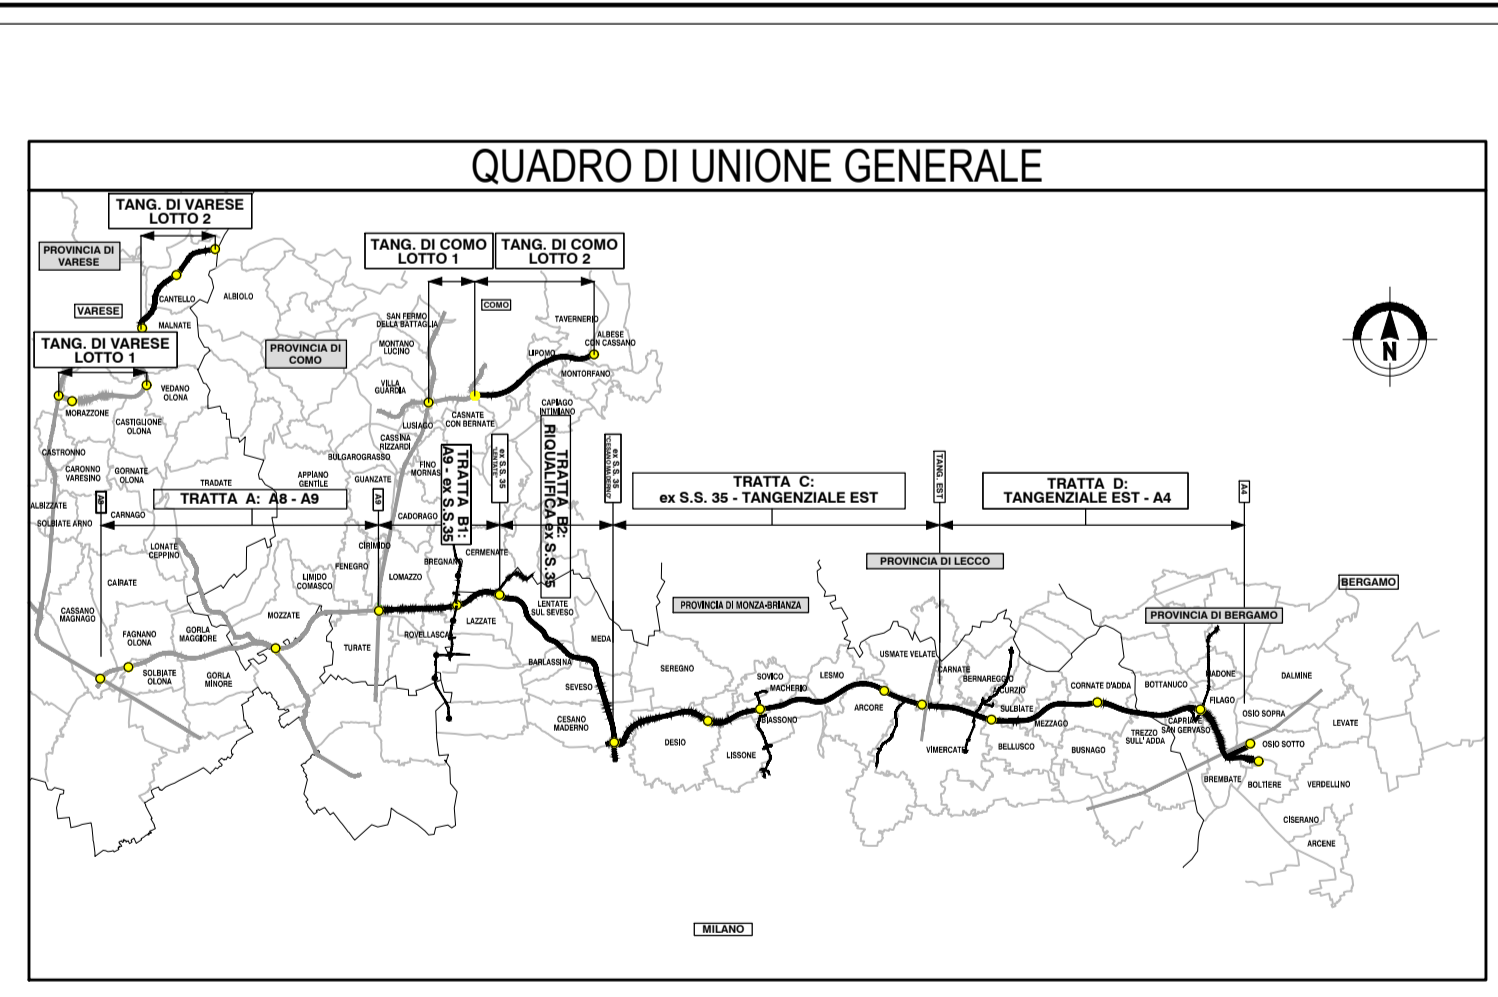 QUADRO DI UNIONE GENERALE
TANG. DI VARESE
LOTTO 2
PROVINCIA DI
VARESE
TANG. DI COMO
LOTTO 1
TANG. DI COMO
LOTTO 2
CANTELLO
ALBIOLO
VARESE
MALNATE
COMO
SAN FERMO
DELLA BATTAGLIA
TAVERNERIO
ALBESE
CON CASSANO
TANG. DI VARESE
LOTTO 1
PROVINCIA DI
COMO
MONTANO
LUCINO
LIPOMO
MONTORFANO
VEDANO
OLONA
VILLA
GUARDIA
MORAZZONE
CASTIGLIONE
OLONA
LUSIAGO
CASNATE
CON BERNATE
CAPIAGO
INTIMIANO
CASSINA
RIZZARDI
CASTRONNO
BULGAROGRASSO
FINO
MORNAS
CARONNO
VARESINO
GORNATE
OLONA
TRADATE
APPIANO
GENTILE
GUANZATE
TRATTA B1:
A9 - ex S.S.35
ex S.S. 35
"LENTATE"
TRATTA B2:
RIQUALIFICA ex S.S.35
ex S.S. 35
"CESANO MADERNO"
TRATTA C:
ex S.S. 35 - TANGENZIALE EST
TANG. EST
TRATTA D:
TANGENZIALE EST - A4
A4
A8
TRATTA A: A8 - A9
A9
ALBIZZATE
SOLBIATE ARNO
CARNAGO
CADORAGO
LONATE
CEPPINO
CIRIMIDO
FENEGRO
BREGNANO
CERMENATE
PROVINCIA DI LECCO
CAIRATE
LIMIDO
COMASCO
LOMAZZO
BERGAMO
CASSANO
MAGNAGO
MOZZATE
LENTATE
SUL SEVESO
PROVINCIA DI MONZA-BRIANZA
PROVINCIA DI BERGAMO
FAGNANO
OLONA
GORLA
MAGGIORE
TURATE
ROVELLASCA
LAZZATE
MEDA
USMATE VELATE
BARLASSINA
SOLBIATE
OLONA
GORLA
MINORE
SEREGNO
SOVICO
MACHERIO
LESMO
CARNATE
BERNAREGGIO
AICURZIO
CORNATE D'ADDA
BOTTANUCO
MADONE
DALMINE
SEVESO
CESANO
MADERNO
BIASSONO
ARCORE
SULBIATE
MEZZAGO
FILAGO
CAPRIATE
SAN GERVASO
OSIO SOPRA
LEVATE
DESIO
LISSONE
VIMERCATE
BELLUSCO
BUSNAGO
TREZZO
SULL' ADDA
OSIO SOTTO
BREMBATE
BOLTIERE
VERDELLINO
CISERANO
ARCENE
N
MILANO